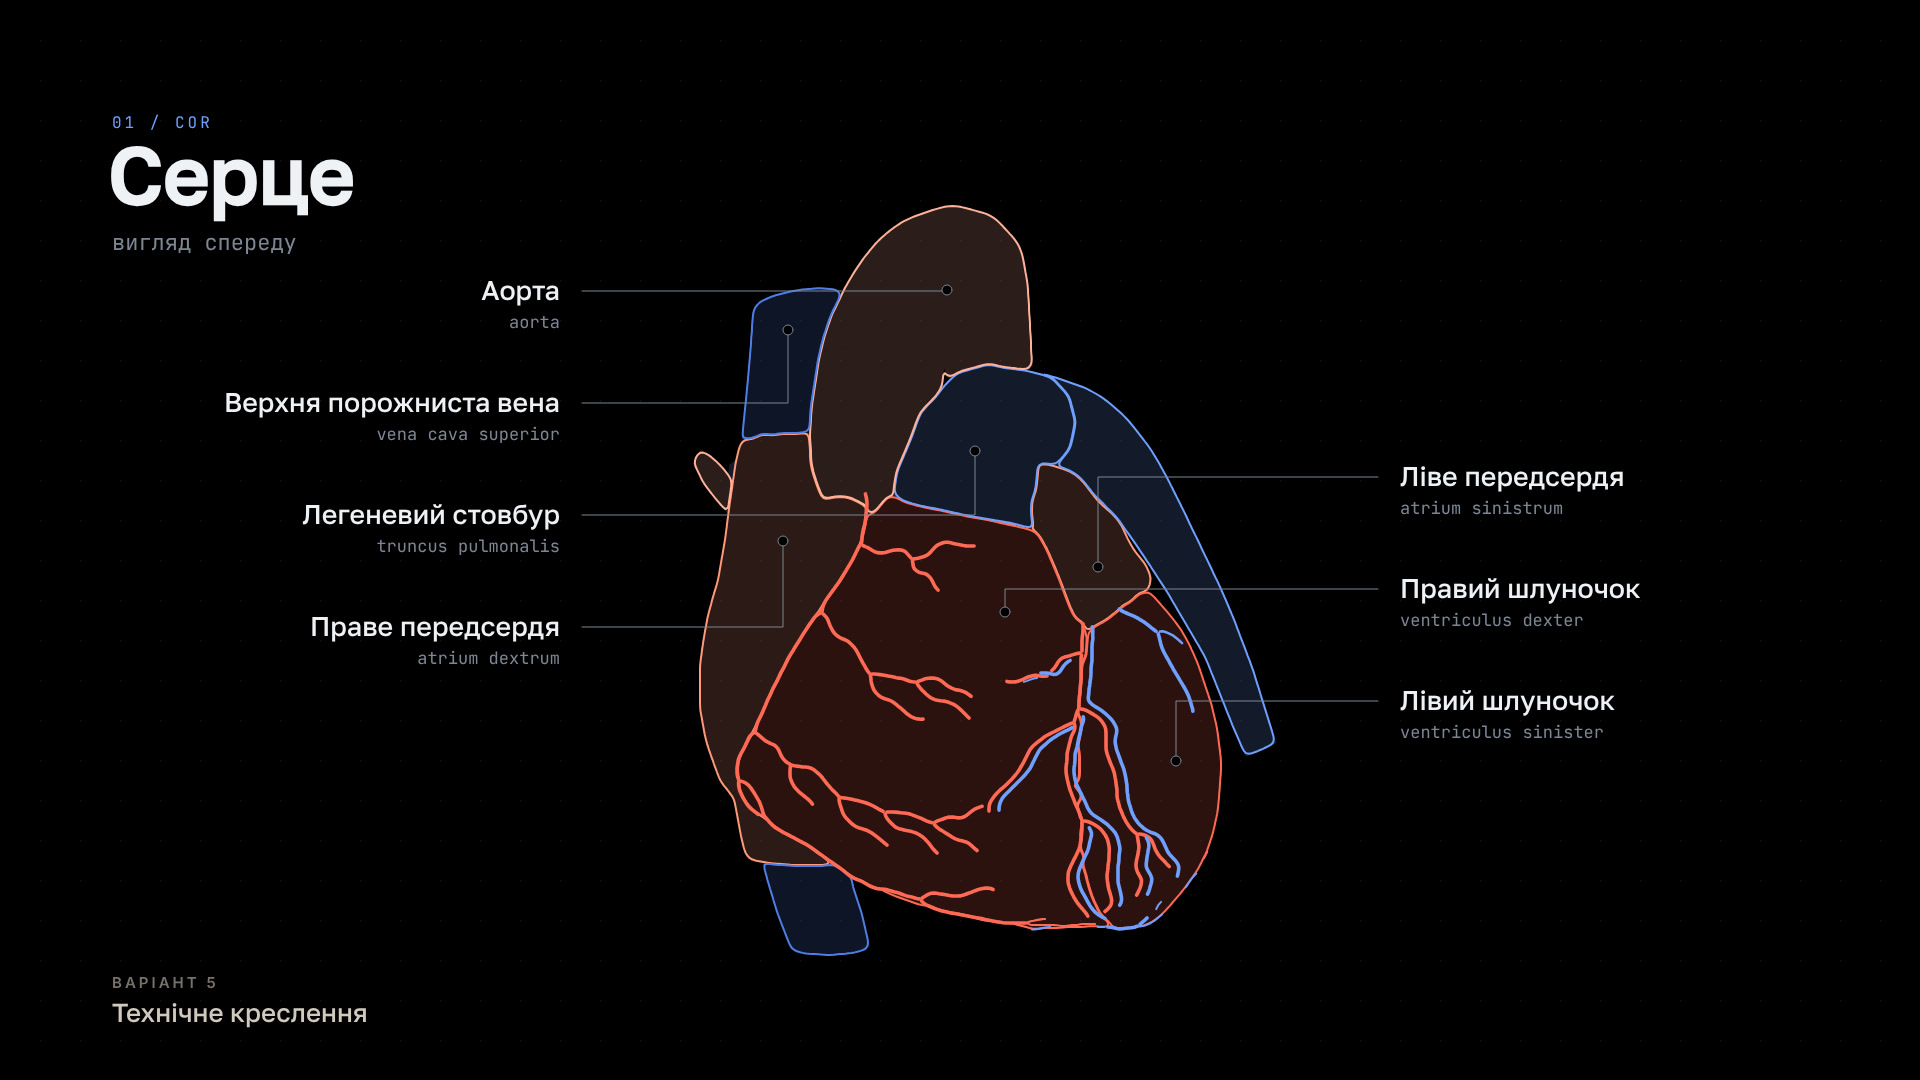 01 / COR
Серце
вигляд спереду
Аорта
aorta
Верхня порожниста вена
vena cava superior
Легеневий стовбур
truncus pulmonalis
Праве передсердя
atrium dextrum
Ліве передсердя
atrium sinistrum
Правий шлуночок
ventriculus dexter
Лівий шлуночок
ventriculus sinister
ВАРІАНТ 5
Технічне креслення